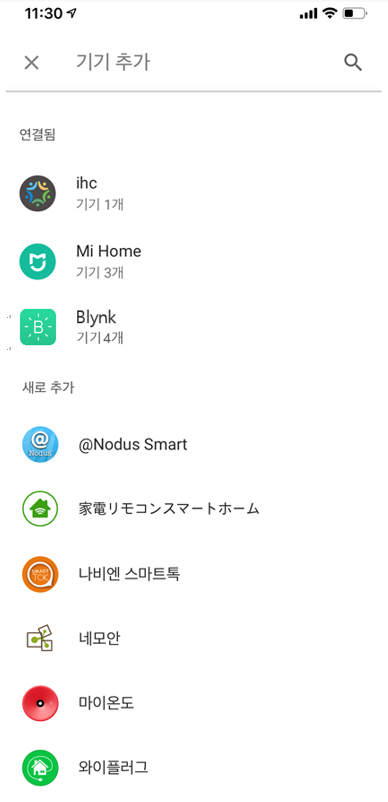 11:30
기기 추가
연결됨
ihc
기기 1개
Mi Home
기기 3개
B
Blynk
기기4개
새로 추가
@
Nodus
@Nodus Smart
家電リモコンスマートホーム
SMART
TOK
나비엔 스마트톡
네모안
마이온도
와이플러그